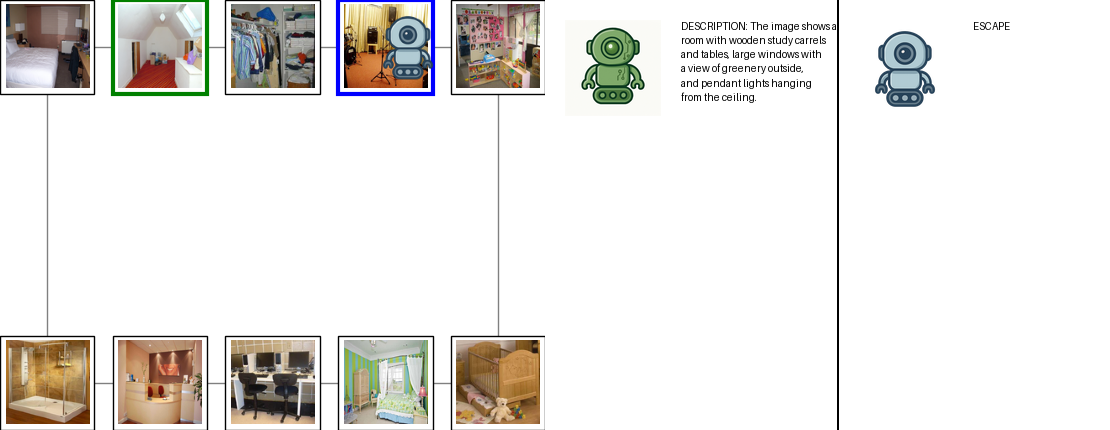 DESCRIPTION: The image shows a
room with wooden study carrels
and tables, large windows with
a view of greenery outside,
and pendant lights hanging
from the ceiling.
ESCAPE